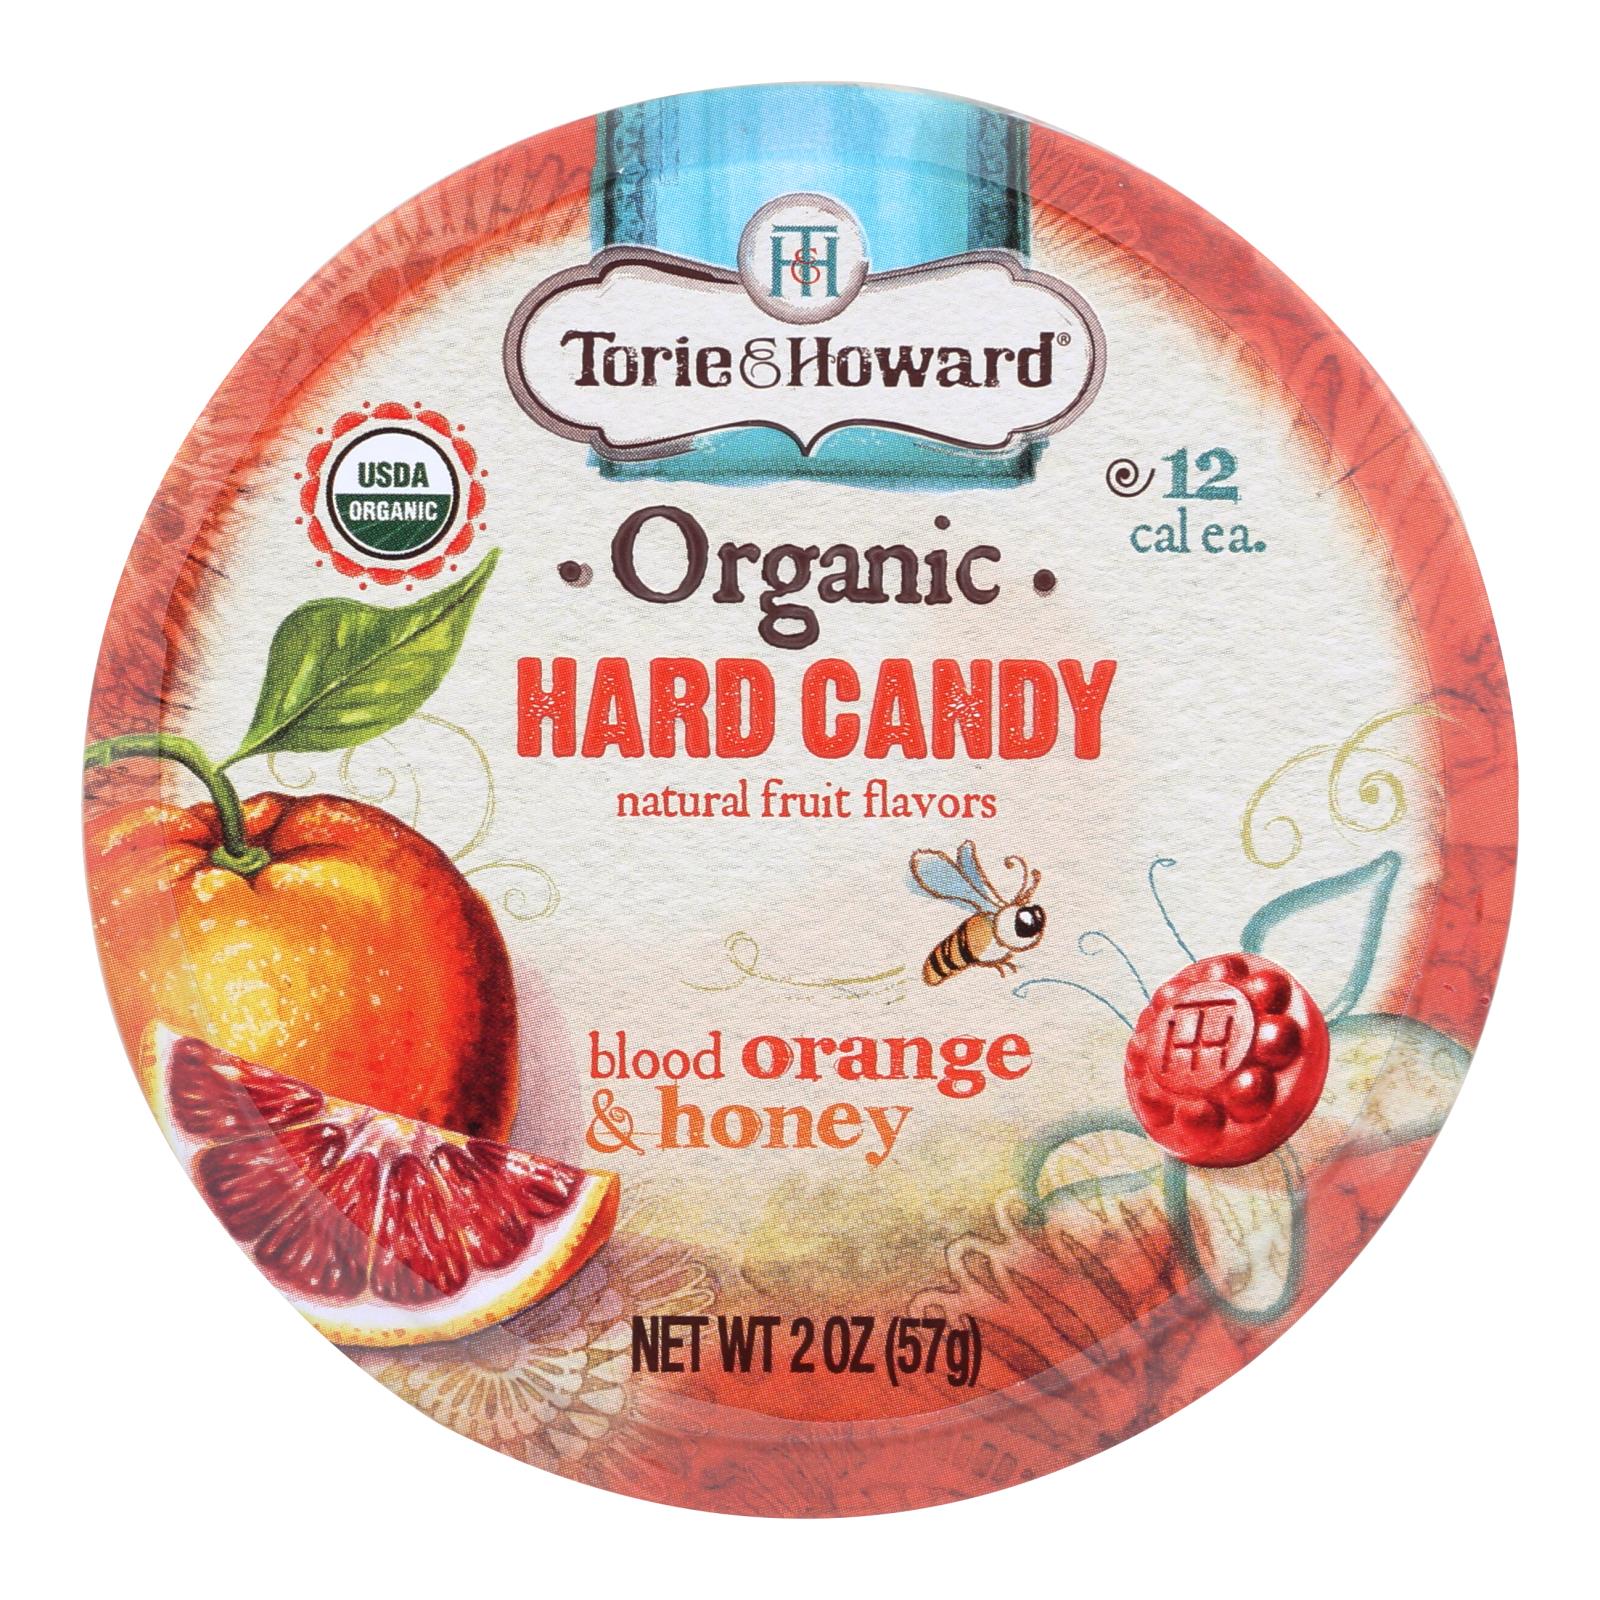 T&H
Torie & Howard®
USDA
ORGANIC
12
cal ea.
• Organic •
HARD CANDY
natural fruit flavors
blood orange
& honey
TH
NET WT 2 OZ (57g)